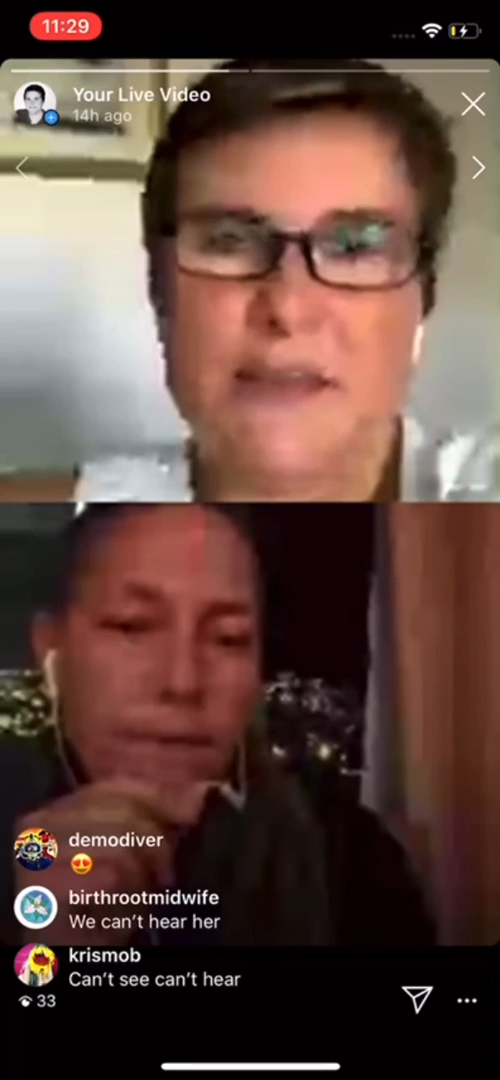 11:29
Your Live Video
14h ago
demodiver
😍
birthrootmidwife
We can't hear her
krismob
Can't see can't hear
33